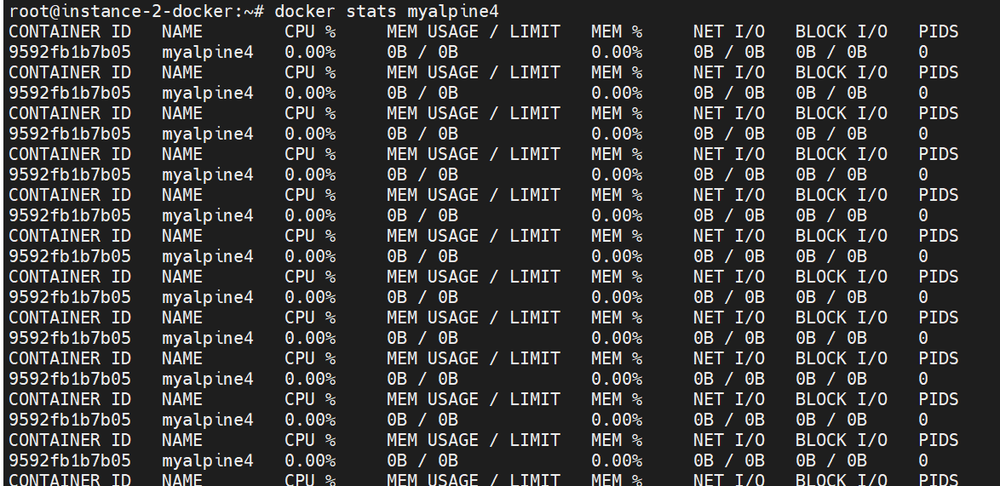 root@instance-2-docker:~# docker stats myalpine4
CONTAINER ID   NAME        CPU %     MEM USAGE / LIMIT   MEM %     NET I/O   BLOCK I/O   PIDS
9592fb1b7b05   myalpine4   0.00%     0B / 0B             0.00%     0B / 0B   0B / 0B     0
CONTAINER ID   NAME        CPU %     MEM USAGE / LIMIT   MEM %     NET I/O   BLOCK I/O   PIDS
9592fb1b7b05   myalpine4   0.00%     0B / 0B             0.00%     0B / 0B   0B / 0B     0
CONTAINER ID   NAME        CPU %     MEM USAGE / LIMIT   MEM %     NET I/O   BLOCK I/O   PIDS
9592fb1b7b05   myalpine4   0.00%     0B / 0B             0.00%     0B / 0B   0B / 0B     0
CONTAINER ID   NAME        CPU %     MEM USAGE / LIMIT   MEM %     NET I/O   BLOCK I/O   PIDS
9592fb1b7b05   myalpine4   0.00%     0B / 0B             0.00%     0B / 0B   0B / 0B     0
CONTAINER ID   NAME        CPU %     MEM USAGE / LIMIT   MEM %     NET I/O   BLOCK I/O   PIDS
9592fb1b7b05   myalpine4   0.00%     0B / 0B             0.00%     0B / 0B   0B / 0B     0
CONTAINER ID   NAME        CPU %     MEM USAGE / LIMIT   MEM %     NET I/O   BLOCK I/O   PIDS
9592fb1b7b05   myalpine4   0.00%     0B / 0B             0.00%     0B / 0B   0B / 0B     0
CONTAINER ID   NAME        CPU %     MEM USAGE / LIMIT   MEM %     NET I/O   BLOCK I/O   PIDS
9592fb1b7b05   myalpine4   0.00%     0B / 0B             0.00%     0B / 0B   0B / 0B     0
CONTAINER ID   NAME        CPU %     MEM USAGE / LIMIT   MEM %     NET I/O   BLOCK I/O   PIDS
9592fb1b7b05   myalpine4   0.00%     0B / 0B             0.00%     0B / 0B   0B / 0B     0
CONTAINER ID   NAME        CPU %     MEM USAGE / LIMIT   MEM %     NET I/O   BLOCK I/O   PIDS
9592fb1b7b05   myalpine4   0.00%     0B / 0B             0.00%     0B / 0B   0B / 0B     0
CONTAINER ID   NAME        CPU %     MEM USAGE / LIMIT   MEM %     NET I/O   BLOCK I/O   PIDS
9592fb1b7b05   myalpine4   0.00%     0B / 0B             0.00%     0B / 0B   0B / 0B     0
CONTAINER ID   NAME        CPU %     MEM USAGE / LIMIT   MEM %     NET I/O   BLOCK I/O   PIDS
9592fb1b7b05   myalpine4   0.00%     0B / 0B             0.00%     0B / 0B   0B / 0B     0
CONTAINER ID   NAME        CPU %     MEM USAGE / LIMIT   MEM %     NET I/O   BLOCK I/O   PIDS